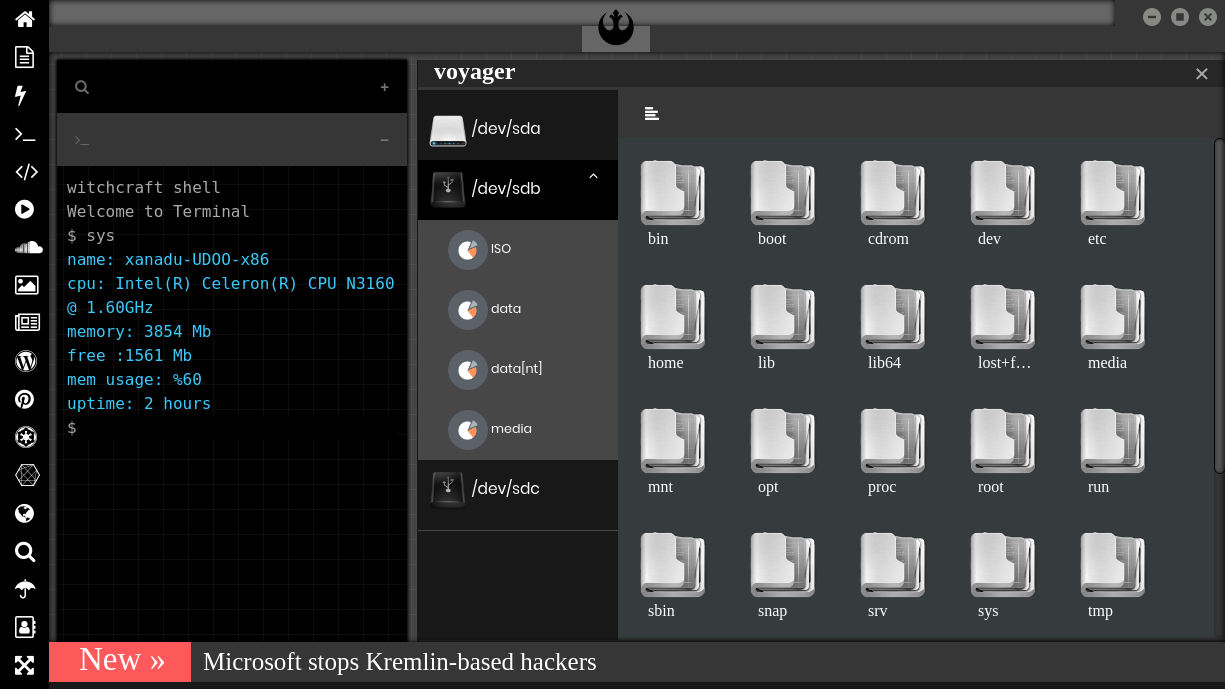 voyager
>_
witchcraft shell
Welcome to Terminal
$ sys
name: xanadu-UDOO-x86
cpu: Intel(R) Celeron(R) CPU N3160
@ 1.60GHz
memory: 3854 Mb
free :1561 Mb
mem usage: %60
uptime: 2 hours
$
/dev/sda
/dev/sdb
ISO
data
data[nt]
media
/dev/sdc
bin boot cdrom dev etc
home lib lib64 lost+f… media
mnt opt proc root run
sbin snap srv sys tmp
New » Microsoft stops Kremlin-based hackers